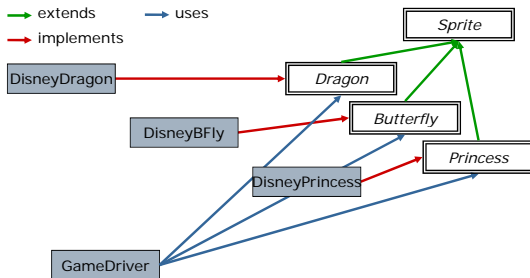 extends
uses
implements
Sprite
DisneyDragon
Dragon
Butterfly
DisneyBFly
Princess
DisneyPrincess
GameDriver